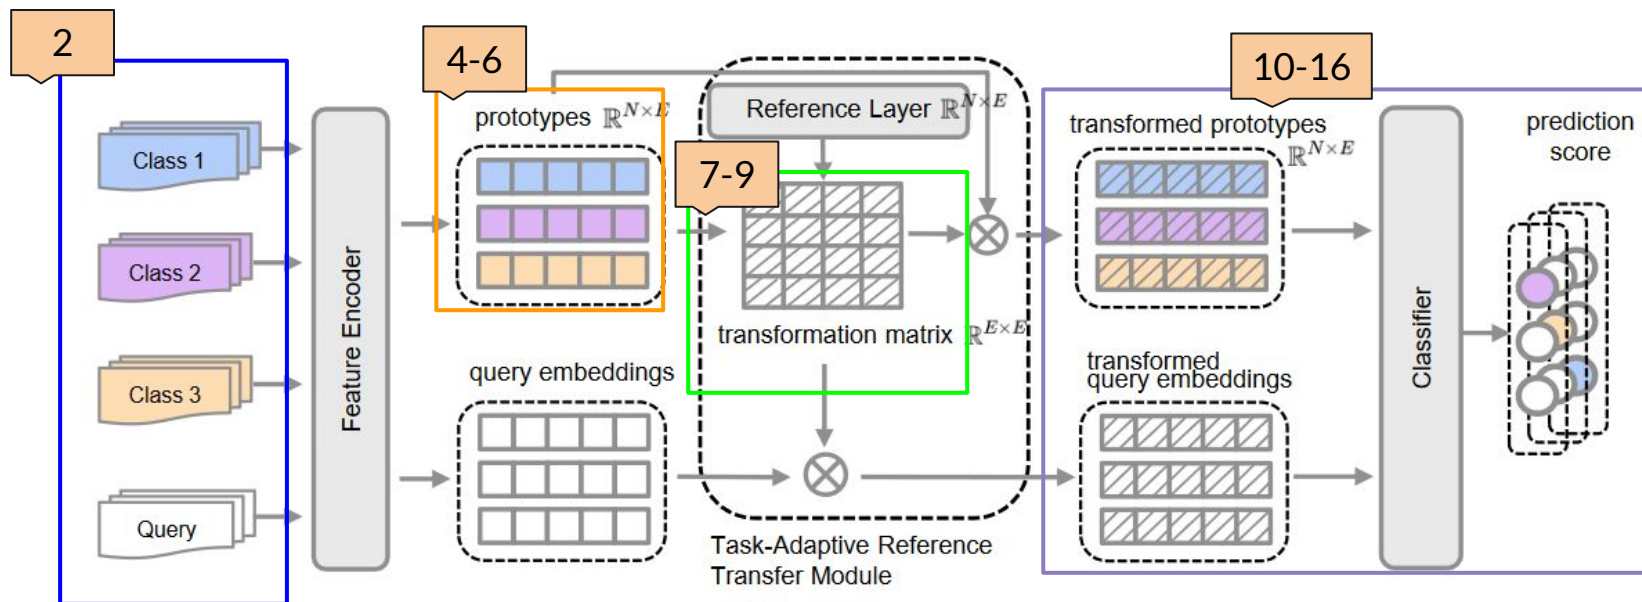 2
4-6
10-16
7-9
Class 1
Class 2
Class 3
Query
Feature Encoder
prototypes ℝ^{N×E}
query embeddings
Reference Layer ℝ^{N×E}
transformation matrix ℝ^{E×E}
Task-Adaptive Reference
Transfer Module
transformed prototypes
ℝ^{N×E}
transformed
query embeddings
Classifier
prediction
score